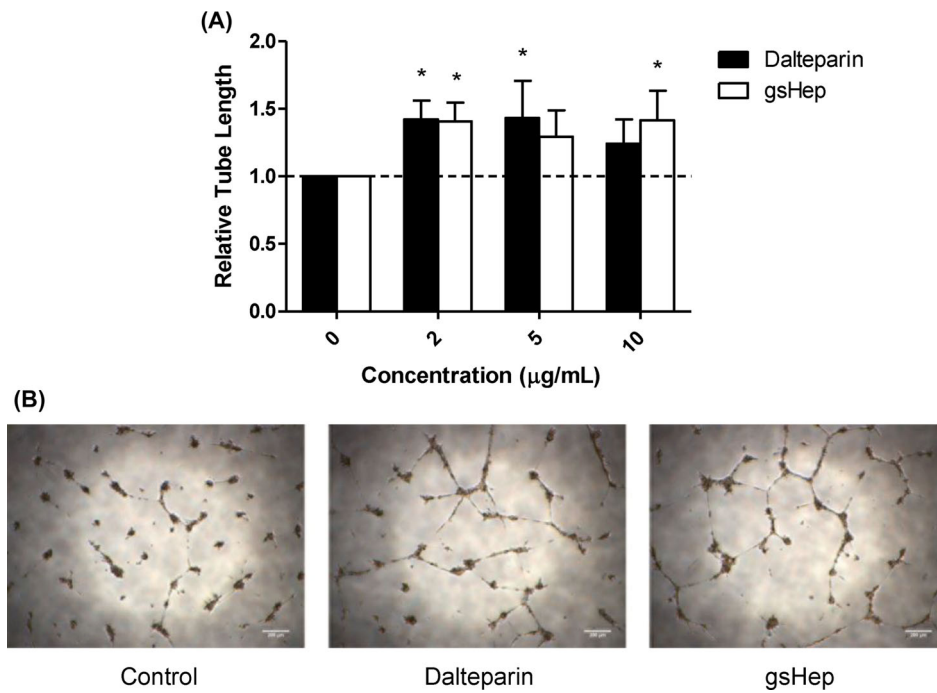 (A)
2.0
1.5
1.0
0.5
0.0
Relative Tube Length
* * * *
Dalteparin
gsHep
0 2 5 10
Concentration (µg/mL)
(B)
Control Dalteparin gsHep